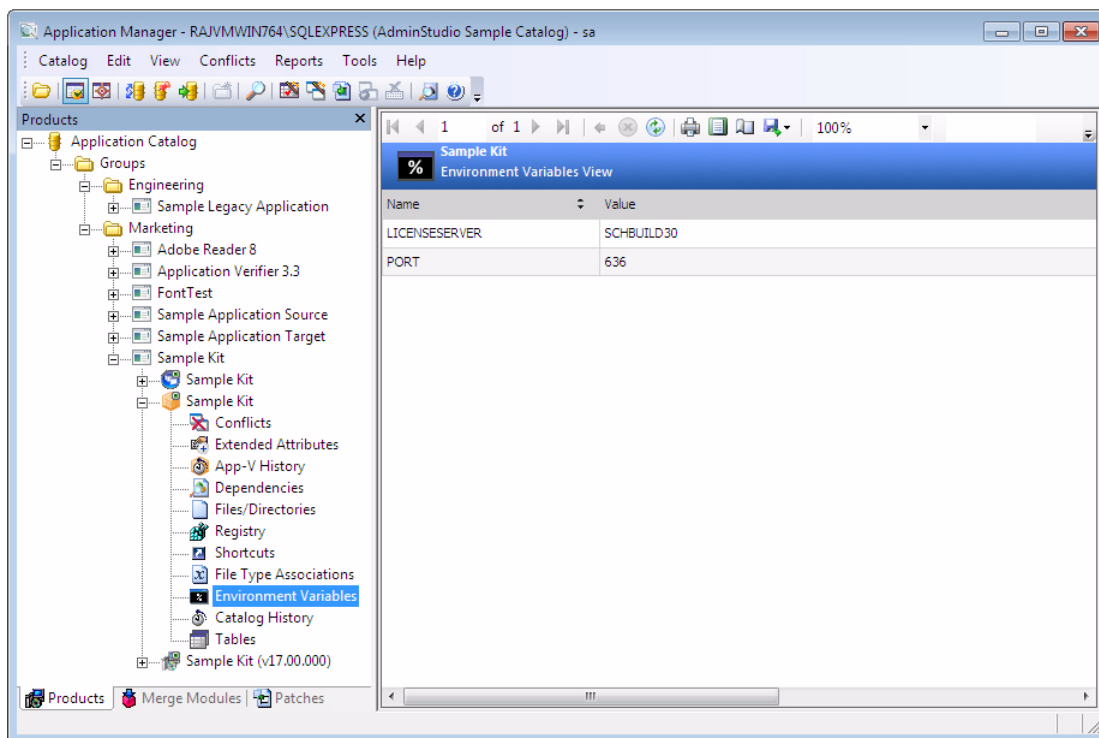 Application Manager - RAJVMWIN764\SQLEXPRESS (AdminStudio Sample Catalog) - sa
Catalog Edit View Conflicts Reports Tools Help
Products
Application Catalog
Groups
Engineering
Sample Legacy Application
Marketing
Adobe Reader 8
Application Verifier 3.3
FontTest
Sample Application Source
Sample Application Target
Sample Kit
Sample Kit
Sample Kit
Conflicts
Extended Attributes
App-V History
Dependencies
Files/Directories
Registry
Shortcuts
File Type Associations
Environment Variables
Catalog History
Tables
Sample Kit (v17.00.000)
Products Merge Modules Patches
1 of 1 100%
Sample Kit
% Environment Variables View
Name Value
LICENSESERVER SCHBUILD30
PORT 636